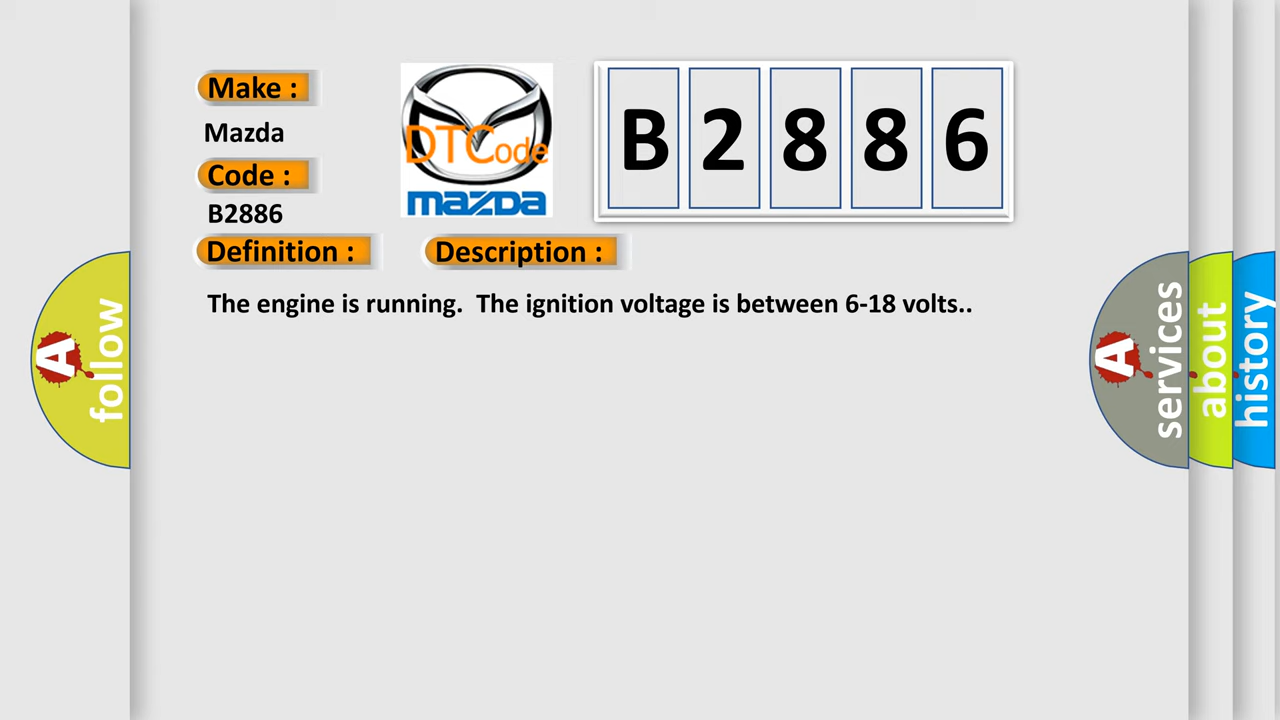 Make :
Mazda
Code :
B2886
Definition :
Description :
The engine is running. The ignition voltage is between 6-18 volts..
DTCode
mazda
B 2 8 8 6
A
follow
A
services
about
history